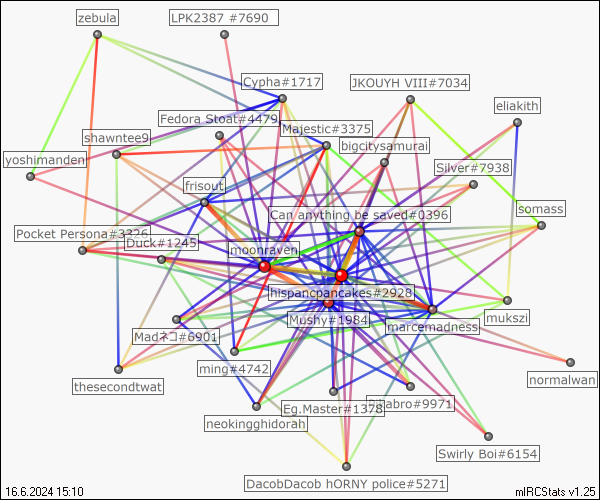 zebula
LPK2387 #7690
Cypha#1717
JKOUYH VIII#7034
eliakith
Fedora Stoat#4479
Majestic#3375
shawntee9
bigcitysamurai
yoshimanden
Silver#7938
frisout
Can anything be saved#0396
somass
Pocket Persona#3326
Duck#1245
moonraven
hispancpancakes#2928
mukszi
Mushy#1984
marcemadness
Madネコ#6901
ming#4742
normalwan
thesecondtwat
Eg.Master#1378
#9971
neokingghidorah
Swirly Boi#6154
DacobDacob hORNY police#5271
16.6.2024 15:10
mIRCStats v1.25